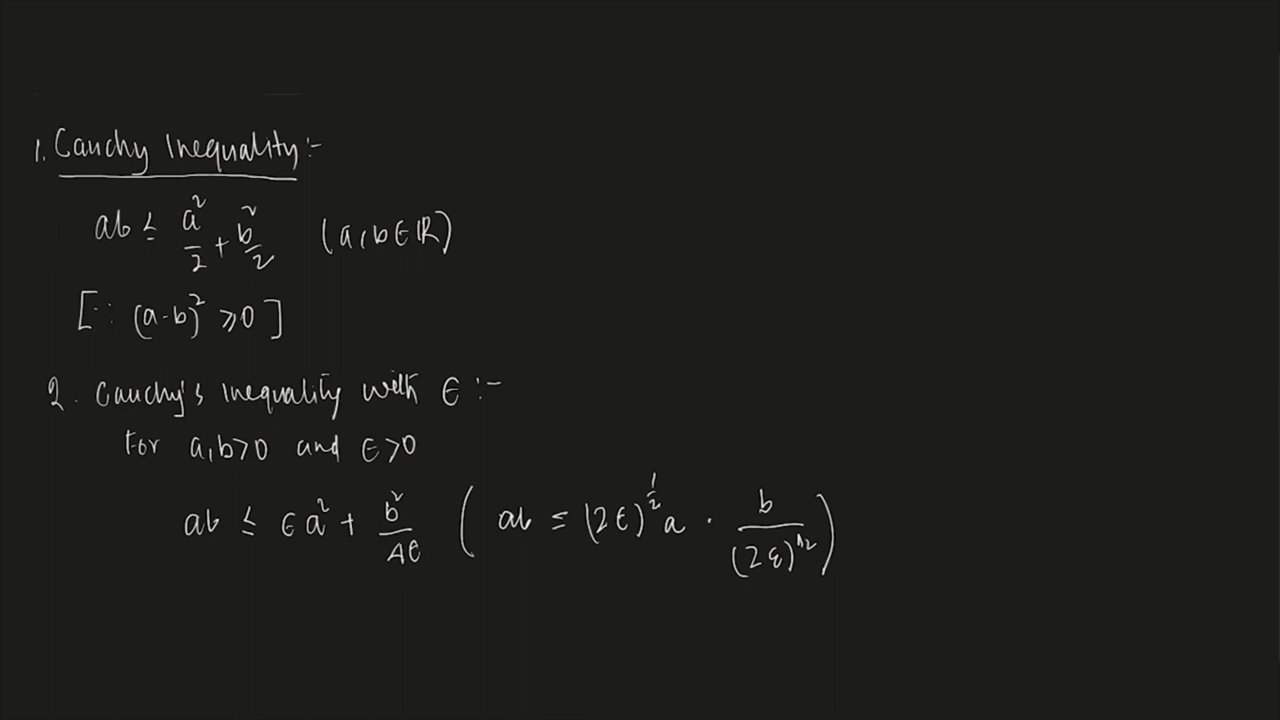 1. Cauchy Inequality :-
ab ≤ a²/2 + b²/2 (a, b ∈ ℝ)
[∵ (a-b)² ≥ 0]
2. Cauchy's inequality with ϵ :-
For a, b > 0 and ϵ > 0
ab ≤ ϵ a² + b²/4ϵ ( ab = (2ϵ)^{1/2} a · b/(2ε)^{1/2} )